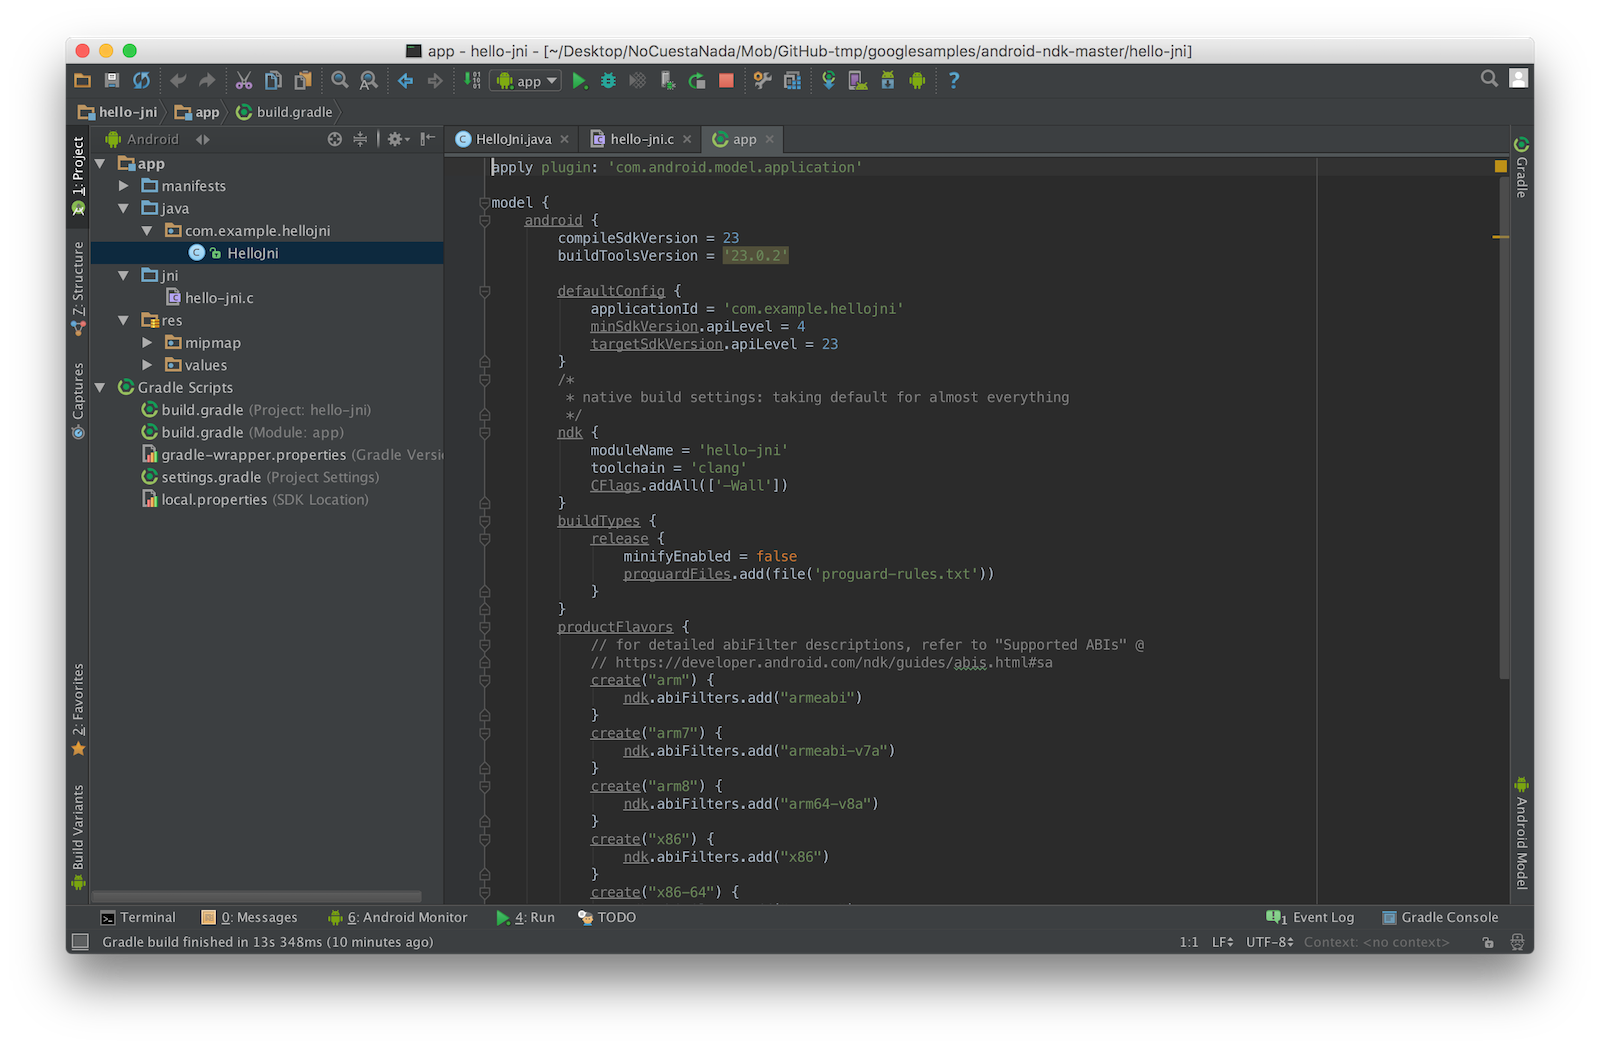 app - hello-jni - [~/Desktop/NoCuestaNada/Mob/GitHub-tmp/googlesamples/android-ndk-master/hello-jni]
app
hello-jni app build.gradle
1: Project
Z: Structure
Captures
2: Favorites
Build Variants
Android
app
manifests
java
com.example.hellojni
HelloJni
jni
hello-jni.c
res
mipmap
values
Gradle Scripts
build.gradle (Project: hello-jni)
build.gradle (Module: app)
gradle-wrapper.properties (Gradle Versi
settings.gradle (Project Settings)
local.properties (SDK Location)
HelloJni.java hello-jni.c app
apply plugin: 'com.android.model.application'
model {
android {
compileSdkVersion = 23
buildToolsVersion = '23.0.2'
defaultConfig {
applicationId = 'com.example.hellojni'
minSdkVersion.apiLevel = 4
targetSdkVersion.apiLevel = 23
}
/*
* native build settings: taking default for almost everything
*/
ndk {
moduleName = 'hello-jni'
toolchain = 'clang'
CFlags.addAll(['-Wall'])
}
buildTypes {
release {
minifyEnabled = false
proguardFiles.add(file('proguard-rules.txt'))
}
}
productFlavors {
// for detailed abiFilter descriptions, refer to "Supported ABIs" @
// https://developer.android.com/ndk/guides/abis.html#sa
create("arm") {
ndk.abiFilters.add("armeabi")
}
create("arm7") {
ndk.abiFilters.add("armeabi-v7a")
}
create("arm8") {
ndk.abiFilters.add("arm64-v8a")
}
create("x86") {
ndk.abiFilters.add("x86")
}
create("x86-64") {
Gradle
Android Model
Terminal 0: Messages 6: Android Monitor 4: Run TODO 1 Event Log Gradle Console
Gradle build finished in 13s 348ms (10 minutes ago) 1:1 LF UTF-8 Context: <no context>